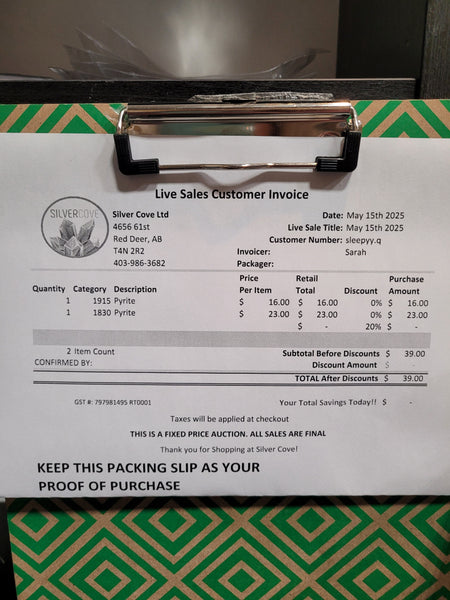 Live Sales Customer Invoice
SILVERCOVE
Silver Cove Ltd
4656 61st
Red Deer, AB
T4N 2R2
403-986-3682
Date: May 15th 2025
Live Sale Title: May 15th 2025
Customer Number: sleepyy.q
Invoicer: Sarah
Packager:
Quantity Category Description Price Per Item Retail Total Discount Purchase Amount
1 1915 Pyrite $ 16.00 $ 16.00 0% $ 16.00
1 1830 Pyrite $ 23.00 $ 23.00 0% $ 23.00
$ - 20% $ -
2 Item Count
Subtotal Before Discounts $ 39.00
CONFIRMED BY:
Discount Amount $ -
TOTAL After Discounts $ 39.00
GST #: 797981495 RT0001
Your Total Savings Today!! $ -
Taxes will be applied at checkout
THIS IS A FIXED PRICE AUCTION. ALL SALES ARE FINAL
Thank you for Shopping at Silver Cove!
KEEP THIS PACKING SLIP AS YOUR
PROOF OF PURCHASE